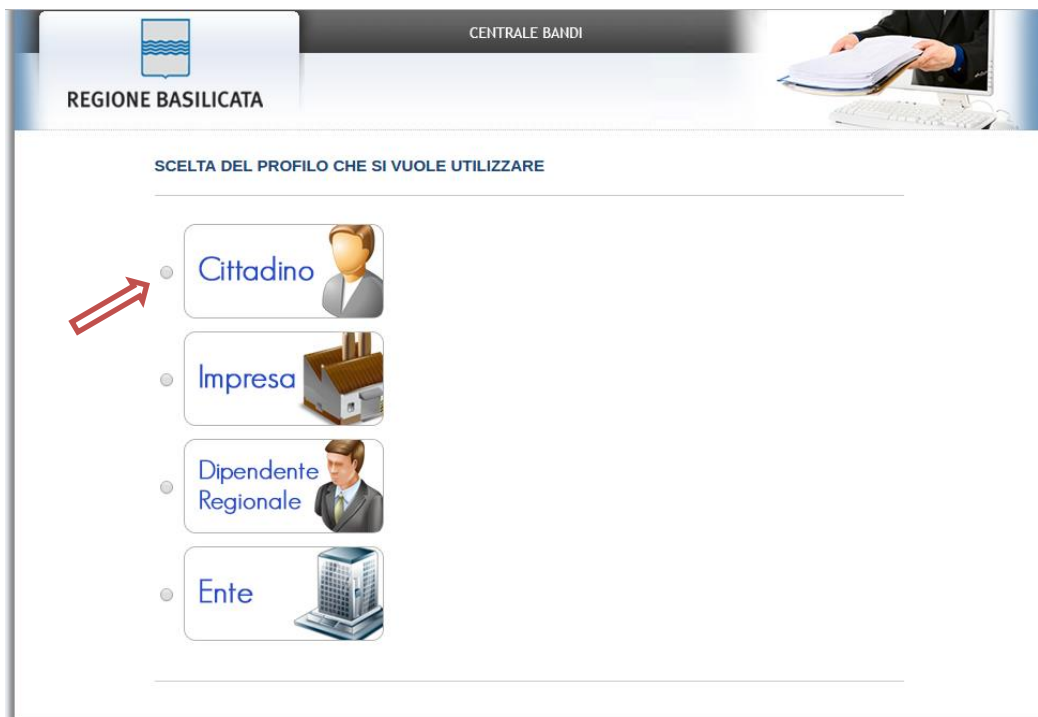 CENTRALE BANDI
REGIONE BASILICATA
SCELTA DEL PROFILO CHE SI VUOLE UTILIZZARE
Cittadino
Impresa
Dipendente
Regionale
Ente